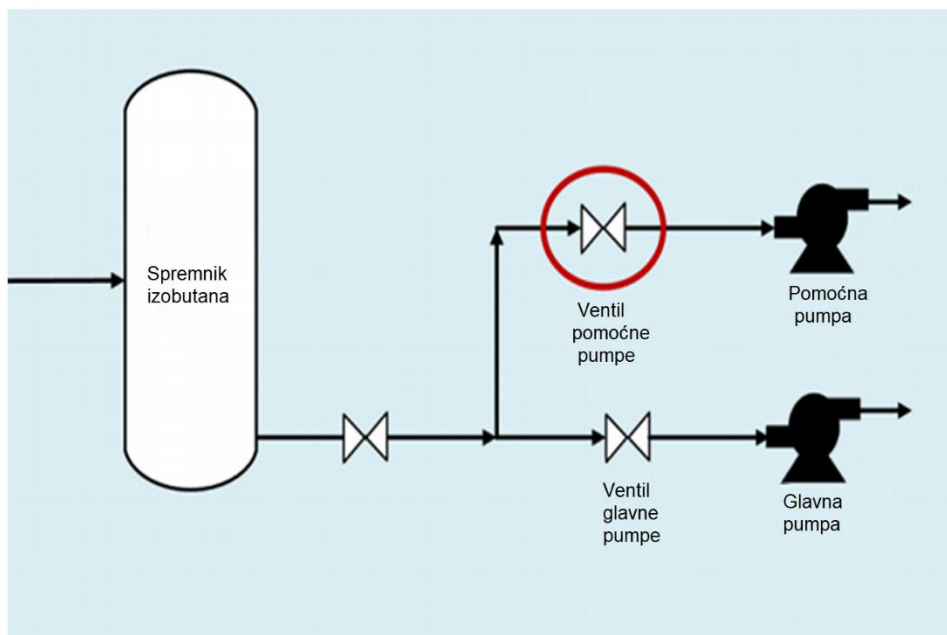 Spremnik
izobutana
Ventil
pomoćne
pumpe
Pomoćna
pumpa
Ventil
glavne
pumpe
Glavna
pumpa